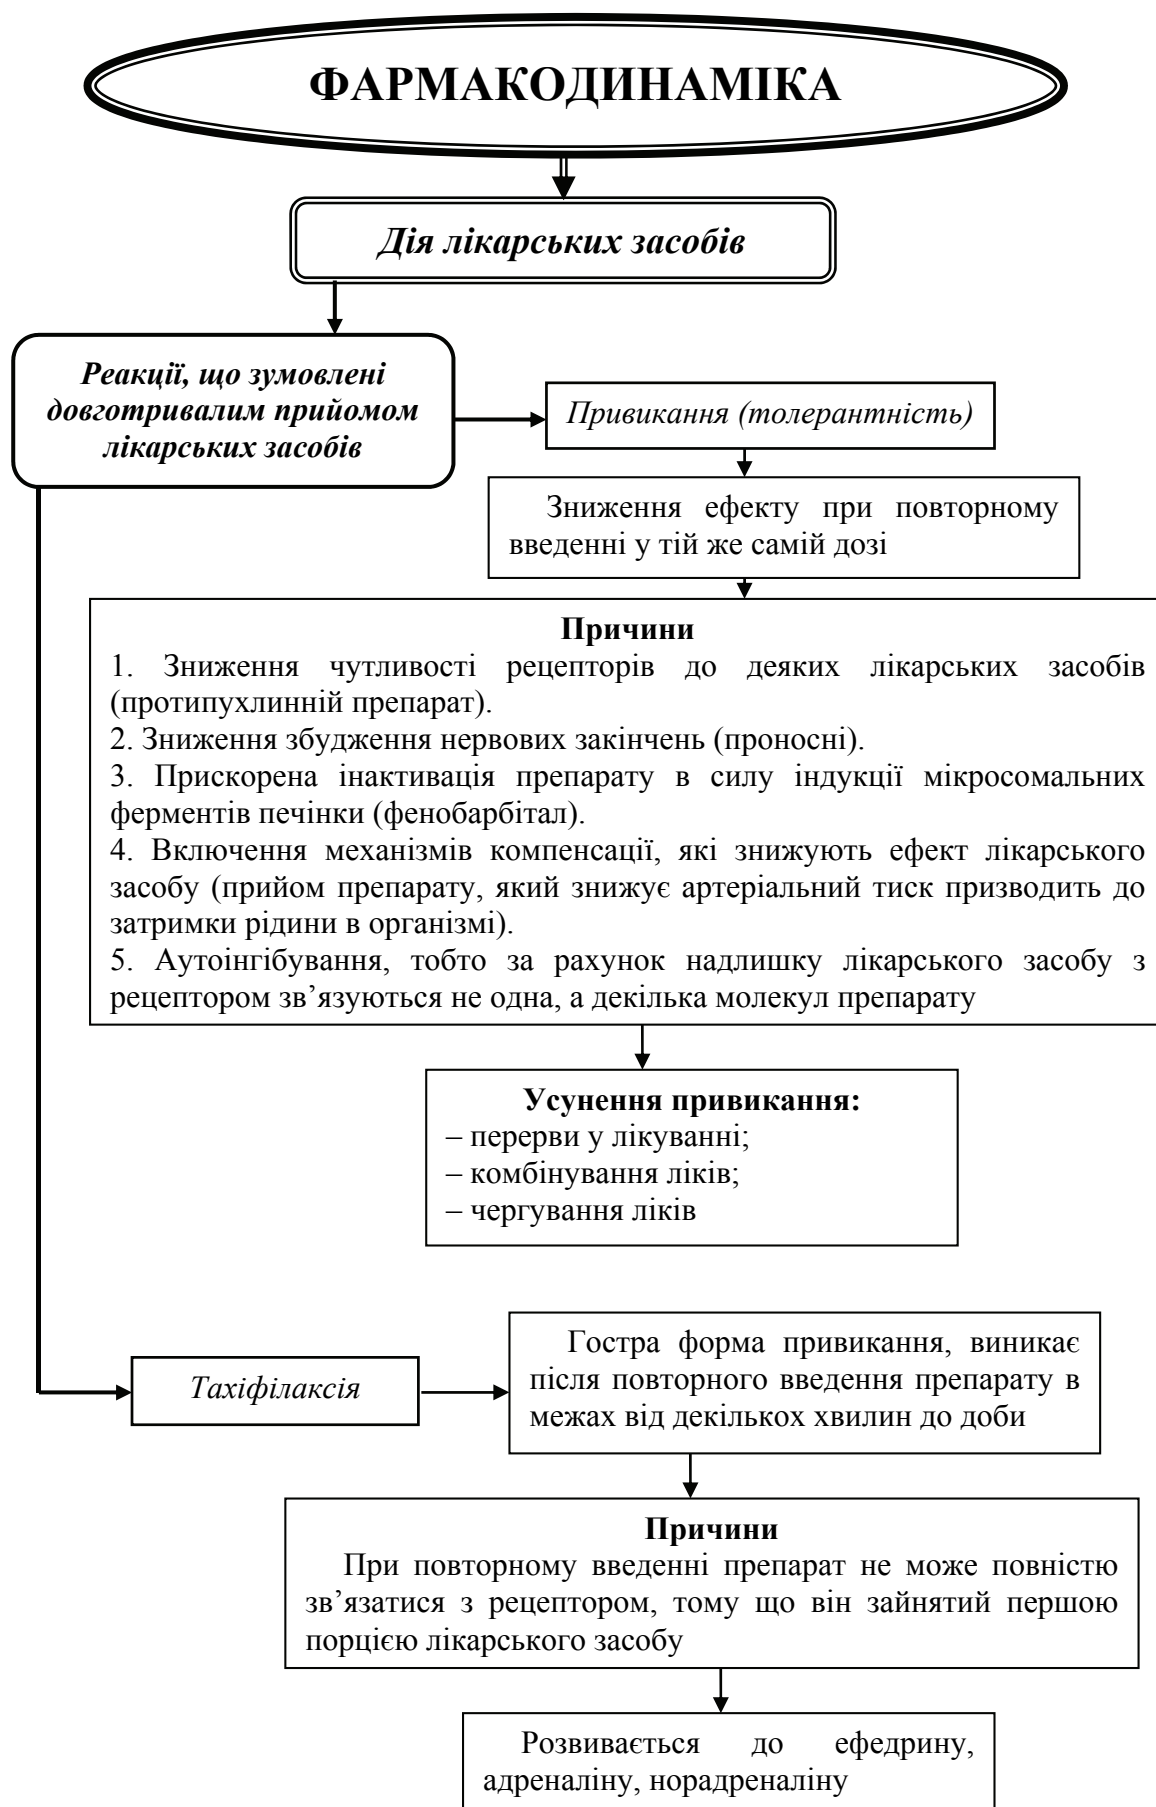 ФАРМАКОДИНАМІКА
Дія лікарських засобів
Реакції, що зумовлені
довготривалим прийомом
лікарських засобів
Привикання (толерантність)
Зниження ефекту при повторному
введенні у тій же самій дозі
Причини
1. Зниження чутливості рецепторів до деяких лікарських засобів
(протипухлинній препарат).
2. Зниження збудження нервових закінчень (проносні).
3. Прискорена інактивація препарату в силу індукції мікросомальних
ферментів печінки (фенобарбітал).
4. Включення механізмів компенсації, які знижують ефект лікарського
засобу (прийом препарату, який знижує артеріальний тиск призводить до
затримки рідини в організмі).
5. Аутоінгібування, тобто за рахунок надлишку лікарського засобу з
рецептором зв’язуються не одна, а декілька молекул препарату
Усунення привикання:
– перерви у лікуванні;
– комбінування ліків;
– чергування ліків
Тахіфілаксія
Гостра форма привикання, виникає
після повторного введення препарату в
межах від декількох хвилин до доби
Причини
При повторному введенні препарат не може повністю
зв’язатися з рецептором, тому що він зайнятий першою
порцією лікарського засобу
Розвивається до ефедрину,
адреналіну, норадреналіну